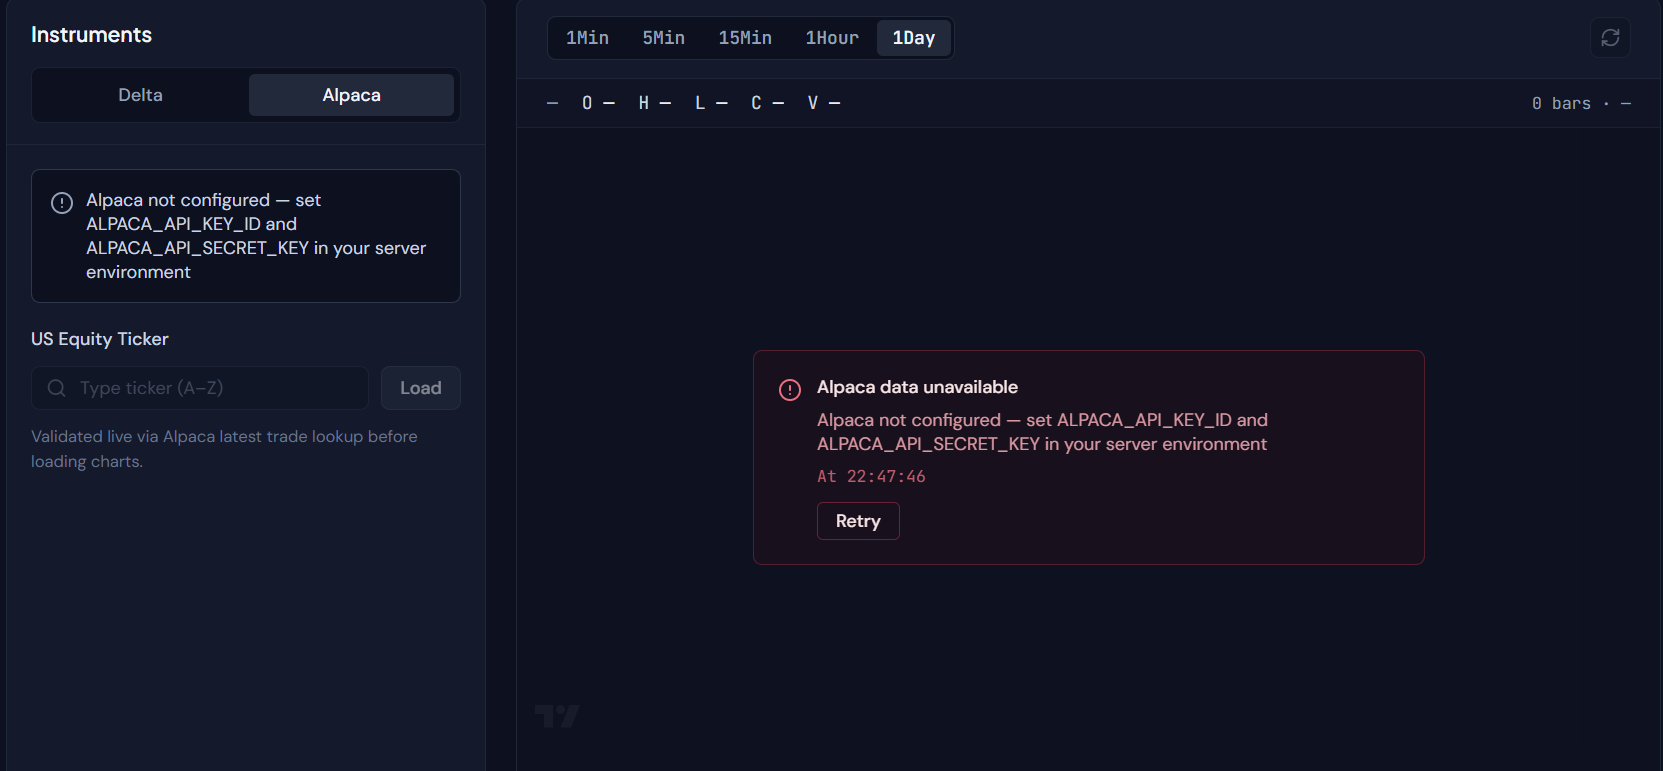 Instruments
Delta
Alpaca
Alpaca not configured — set
ALPACA_API_KEY_ID and
ALPACA_API_SECRET_KEY in your server
environment
US Equity Ticker
Type ticker (A–Z)
Load
Validated live via Alpaca latest trade lookup before
loading charts.
1Min 5Min 15Min 1Hour 1Day
— O — H — L — C — V —
0 bars · —
Alpaca data unavailable
Alpaca not configured — set ALPACA_API_KEY_ID and
ALPACA_API_SECRET_KEY in your server environment
At 22:47:46
Retry